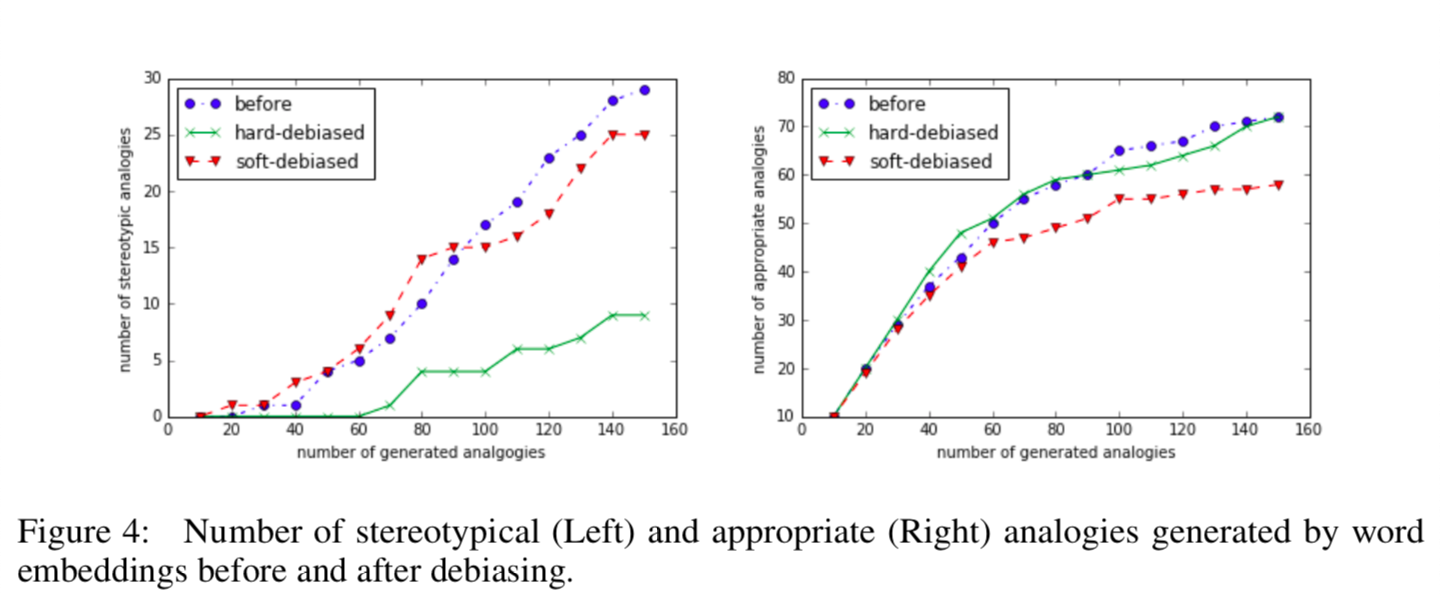 30
25
20
15
10
5
0
number of stereotypic analogies
before
hard-debiased
soft-debiased
0 20 40 60 80 100 120 140 160
number of generated analgogies
80
70
60
50
40
30
20
10
number of appropriate analogies
before
hard-debiased
soft-debiased
0 20 40 60 80 100 120 140 160
number of generated analogies
Figure 4: Number of stereotypical (Left) and appropriate (Right) analogies generated by word
embeddings before and after debiasing.